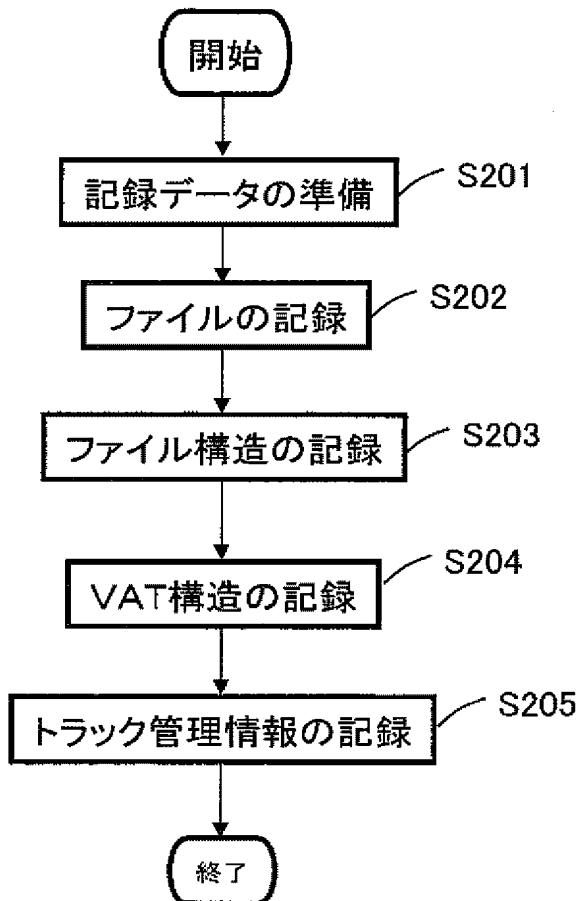 開始
記録データの準備
S201
ファイルの記録
S202
ファイル構造の記録
S203
VAT構造の記録
S204
トラック管理情報の記録
S205
終了